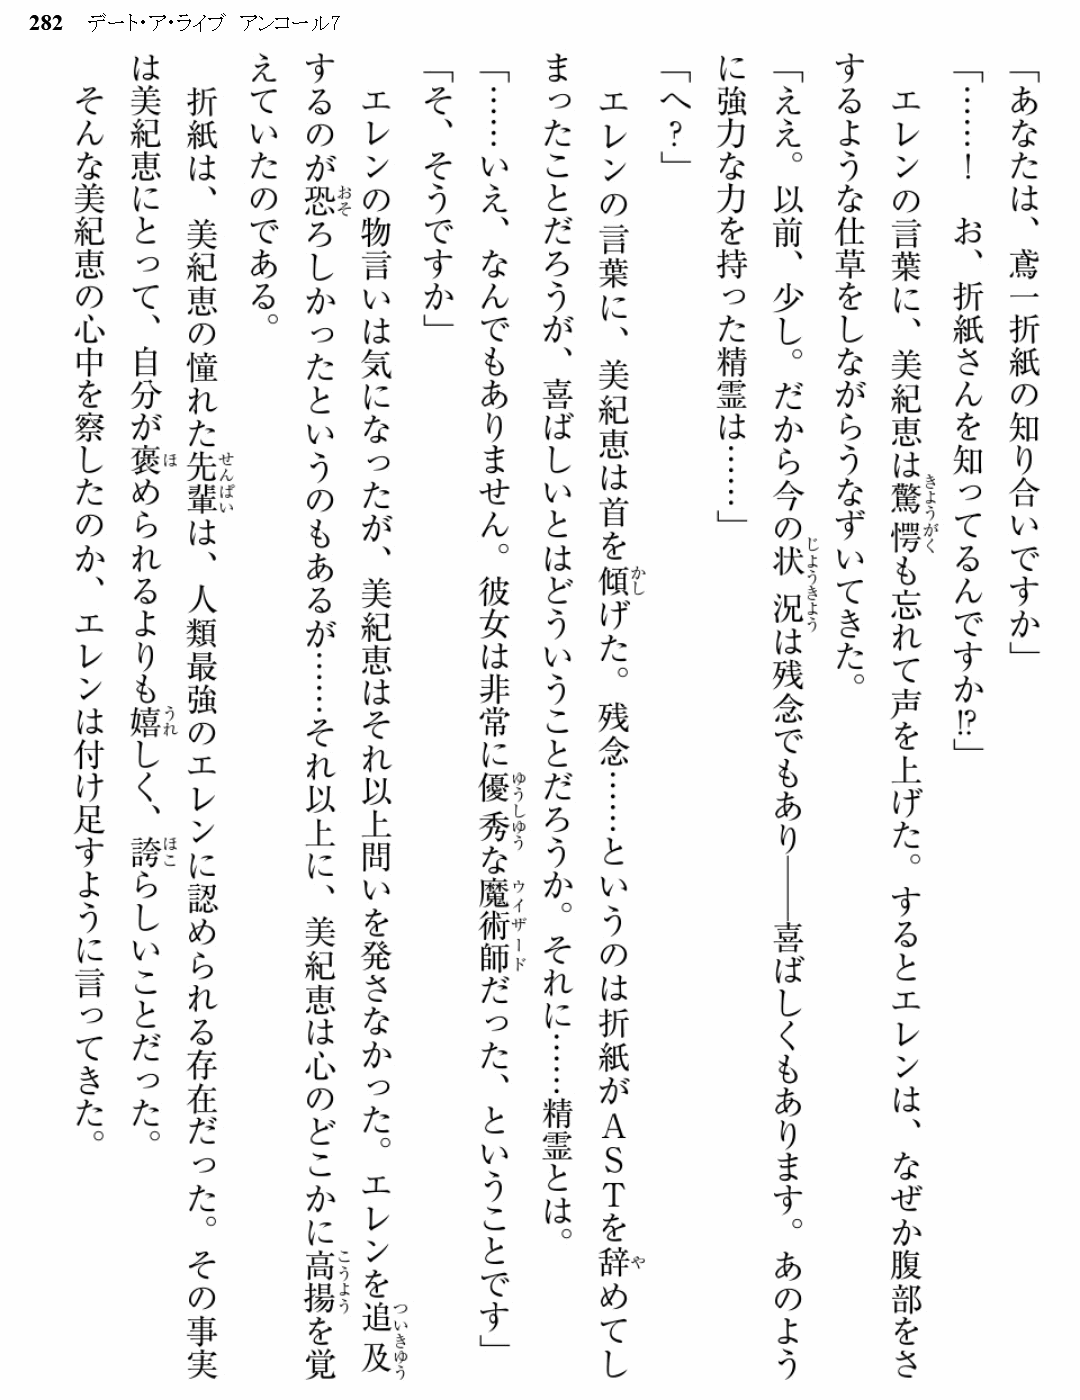 282 デート・ア・ライブ アンコール7
「あなたは、鳶一折紙の知り合いですか」
「……！ お、折紙さんを知ってるんですか⁉」
エレンの言葉に、美紀恵は驚愕も忘れて声を上げた。するとエレンは、なぜか腹部をさ
するような仕草をしながらうなずいてきた。
「ええ。以前、少し。だから今の状況は残念でもあり――喜ばしくもあります。あのよう
に強力な力を持った精霊は……」
「へ？」
エレンの言葉に、美紀恵は首を傾げた。残念……というのは折紙がＡＳＴを辞めてし
まったことだろうが、喜ばしいとはどういうことだろうか。それに……精霊とは。
「……いえ、なんでもありません。彼女は非常に優秀な魔術師だった、ということです」
「そ、そうですか」
エレンの物言いは気になったが、美紀恵はそれ以上問いを発さなかった。エレンを追及
するのが恐ろしかったというのもあるが……それ以上に、美紀恵は心のどこかに高揚を覚
えていたのである。
折紙は、美紀恵の憧れた先輩は、人類最強のエレンに認められる存在だった。その事実
は美紀恵にとって、自分が褒められるよりも嬉しく、誇らしいことだった。
そんな美紀恵の心中を察したのか、エレンは付け足すように言ってきた。